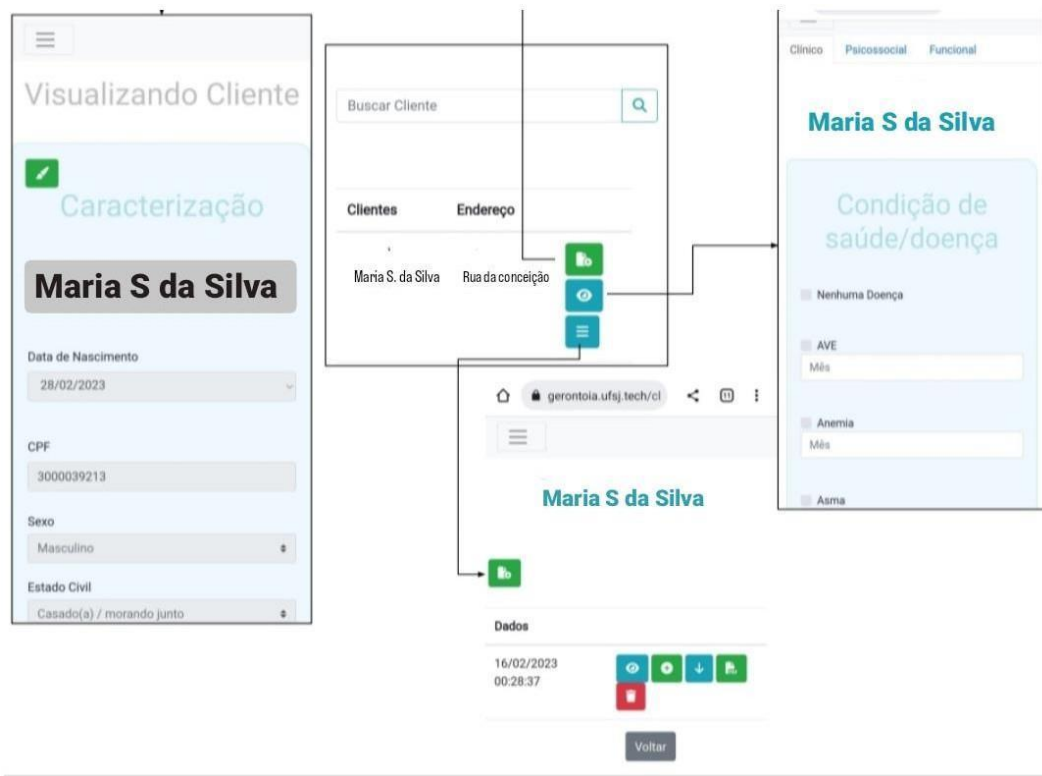 Visualizando Cliente
Caracterização
Maria S da Silva
Data de Nascimento
28/02/2023
CPF
3000039213
Sexo
Masculino
Estado Civil
Casado(a) / morando junto
Buscar Cliente
Clientes Endereço
Maria S. da Silva Rua da conceição
gerontoia.ufsj.tech/cl 11
Maria S da Silva
Dados
16/02/2023
00:28:37
Voltar
Clínico Psicossocial Funcional
Maria S da Silva
Condição de
saúde/doença
Nenhuma Doença
AVE
Mês
Anemia
Mês
Asma